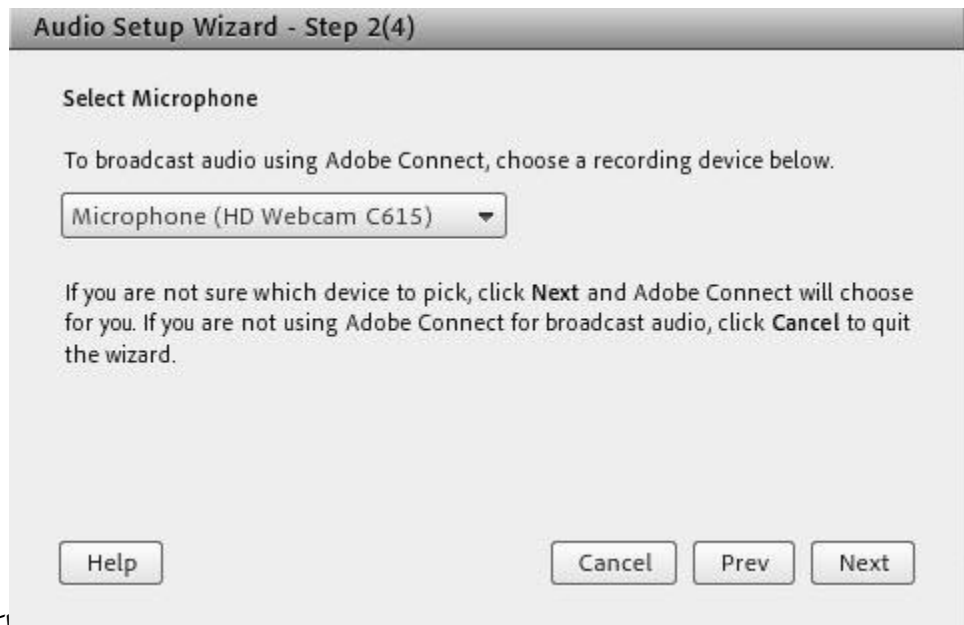 Audio Setup Wizard - Step 2(4)
Select Microphone
To broadcast audio using Adobe Connect, choose a recording device below.
Microphone (HD Webcam C615)
If you are not sure which device to pick, click Next and Adobe Connect will choose
for you. If you are not using Adobe Connect for broadcast audio, click Cancel to quit
the wizard.
Help Cancel Prev Next